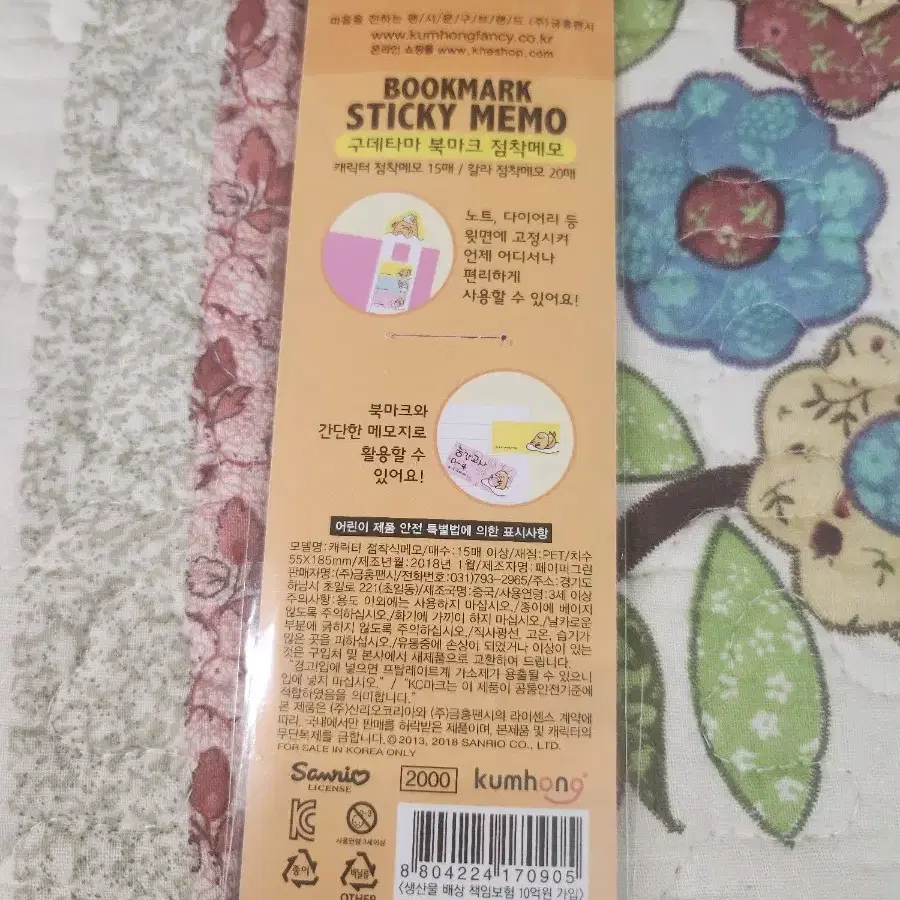 마음을 전하는 팬시문구브랜드 (주)금홍팬시
www.kumhongfancy.co.kr
온라인 쇼핑몰 www.kheshop.com
BOOKMARK
STICKY MEMO
구데타마 북마크 점착메모
캐릭터 점착메모 15매 / 칼라 점착메모 20매
노트, 다이어리 등
윗면에 고정시켜
언제 어디서나
편리하게
사용할 수 있어요!
북마크와
간단한 메모지로
활용할 수
있어요!
중간고사
D-4
어린이 제품 안전 특별법에 의한 표시사항
모델명:캐릭터 점착식메모/매수:15매 이상/재질:PET/치수
55X185mm/제조년월:2018년 1월/제조자명:페이퍼그린
판매자명:(주)금홍팬시/전화번호:031)793-2965/주소:경기도
하남시 초일로 221(초일동)/제조국명:중국/사용연령:3세 이상
주의사항:용도 이외에는 사용하지 마십시오./종이에 베이지
않도록 주의하십시오./화기에 가까이 하지 마십시오/날카로운
부분에 긁히지 않도록 주의하십시오./직사광선, 고온, 습기가
많은 곳을 피하십시오./유통중에 손상이 되었거나 이상이 있는
것은 구입처 및 본사에서 새제품으로 교환하여 드립니다.
"경고!입에 넣으면 프탈레이트계 가소제가 용출될 수 있으니
입에 넣지 마십시오." / "KC마크는 이 제품이 공통안전기준에
적합하였음을 의미합니다."
본 제품은 (주)산리오코리아와 (주)금홍팬시의 라이센스 계약에
따라, 국내에서만 판매를 허락받은 제품이며, 본제품 및 캐릭터의
무단복제를 금합니다. ©2013, 2018 SANRIO CO., LTD.
FOR SALE IN KOREA ONLY
Sanrio
LICENSE
2000
kumhong
KC
0-3
사용연령:3세이상
종이
비닐류
OTHER
8 804224 170905
〈생산물 배상 책임보험 10억원 가입〉